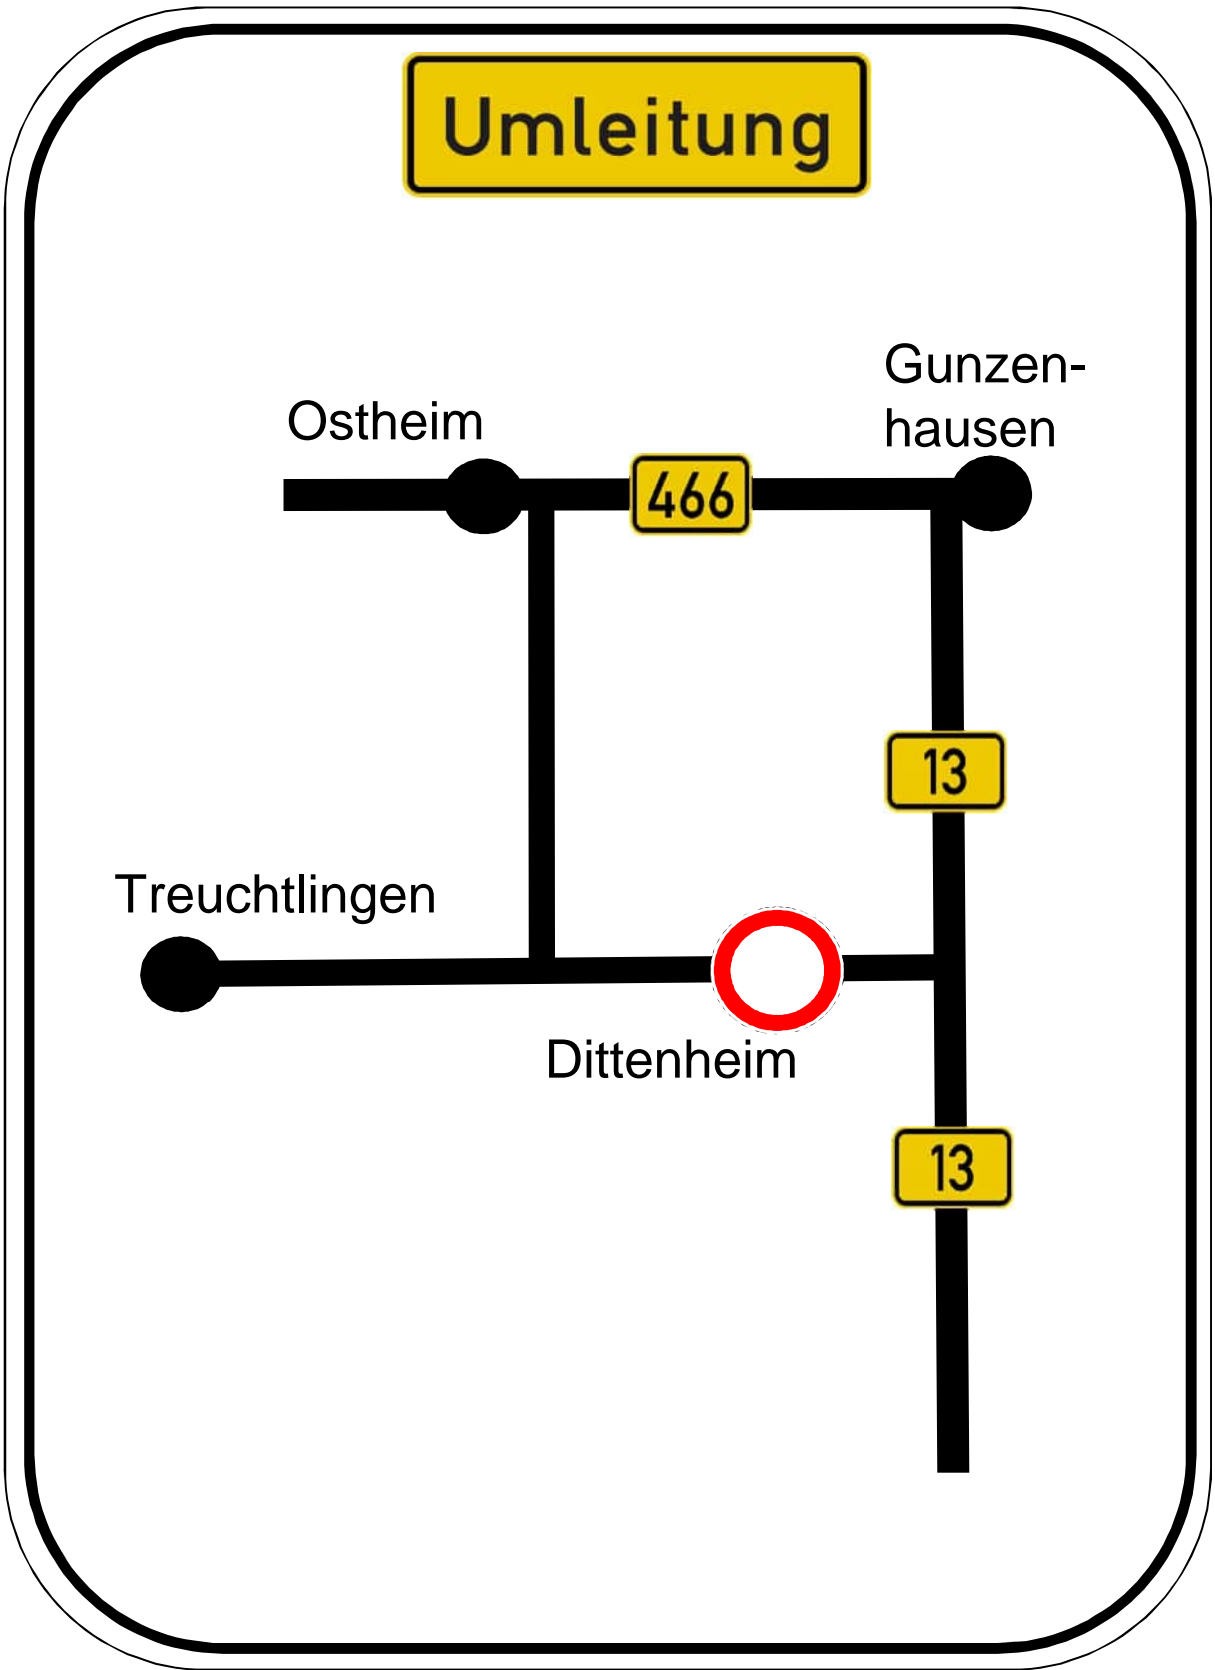 Umleitung
Gunzen-
hausen
Ostheim
466
13
Treuchtlingen
Dittenheim
13